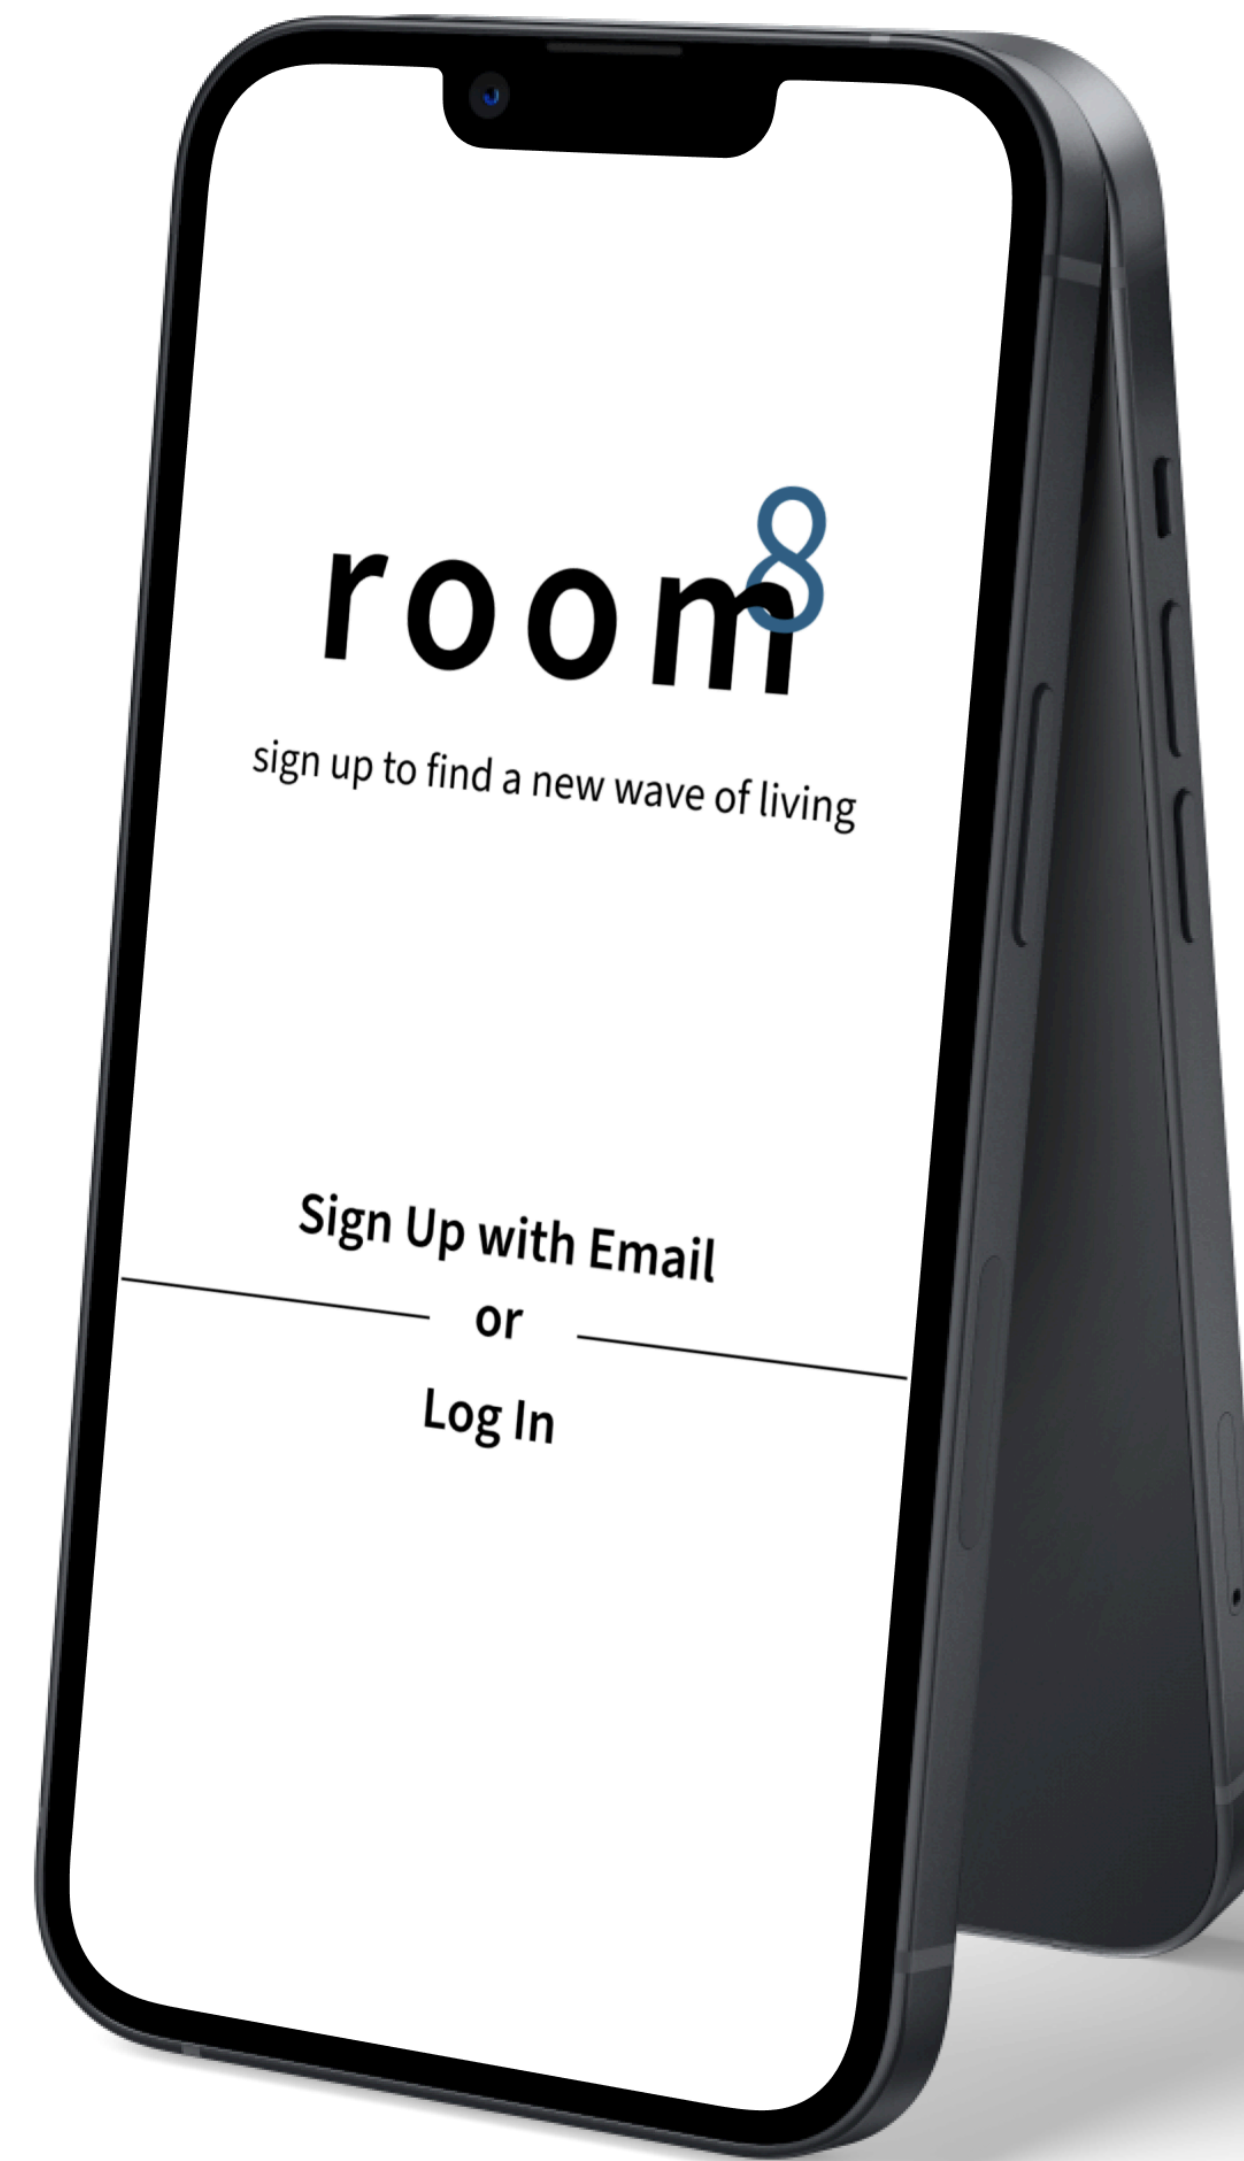 room8
sign up to find a new wave of living
Sign Up with Email
or
Log In